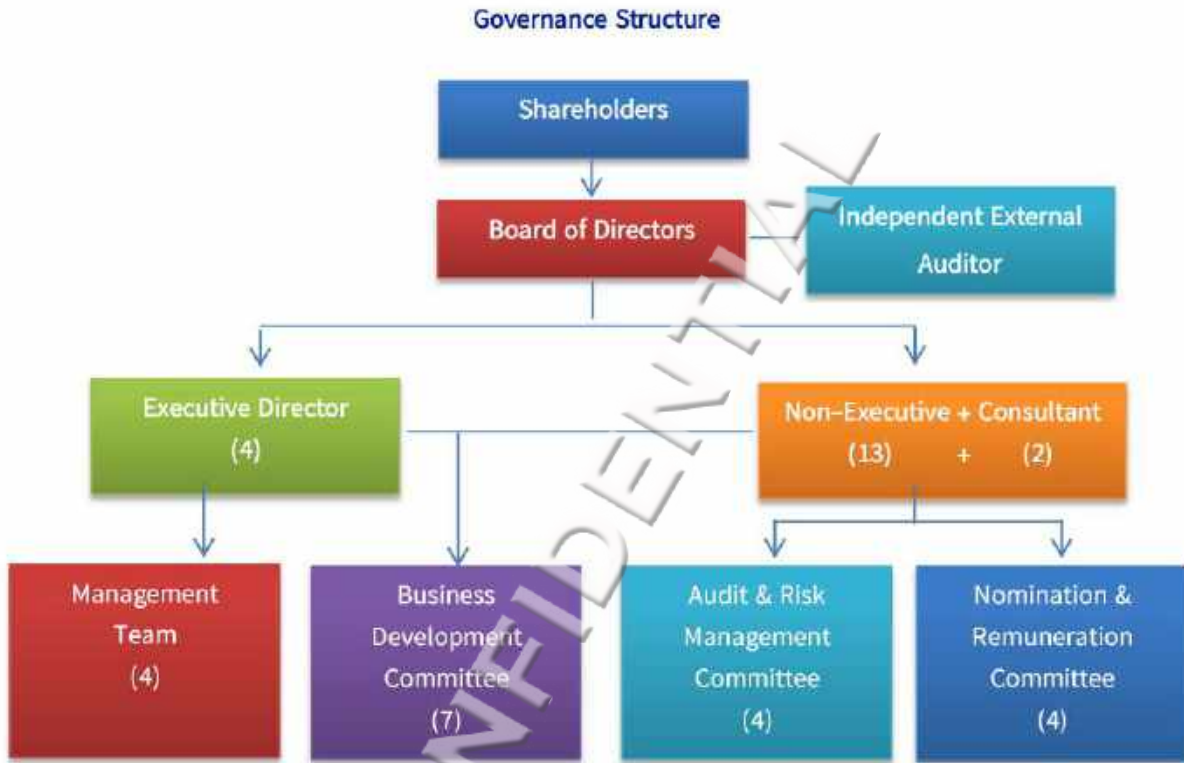 Governance Structure
Shareholders
Board of Directors
Independent External
Auditor
Executive Director
(4)
Non-Executive + Consultant
(13) + (2)
Management
Team
(4)
Business
Development
Committee
(7)
Audit & Risk
Management
Committee
(4)
Nomination &
Remuneration
Committee
(4)
NFIDENTIAL